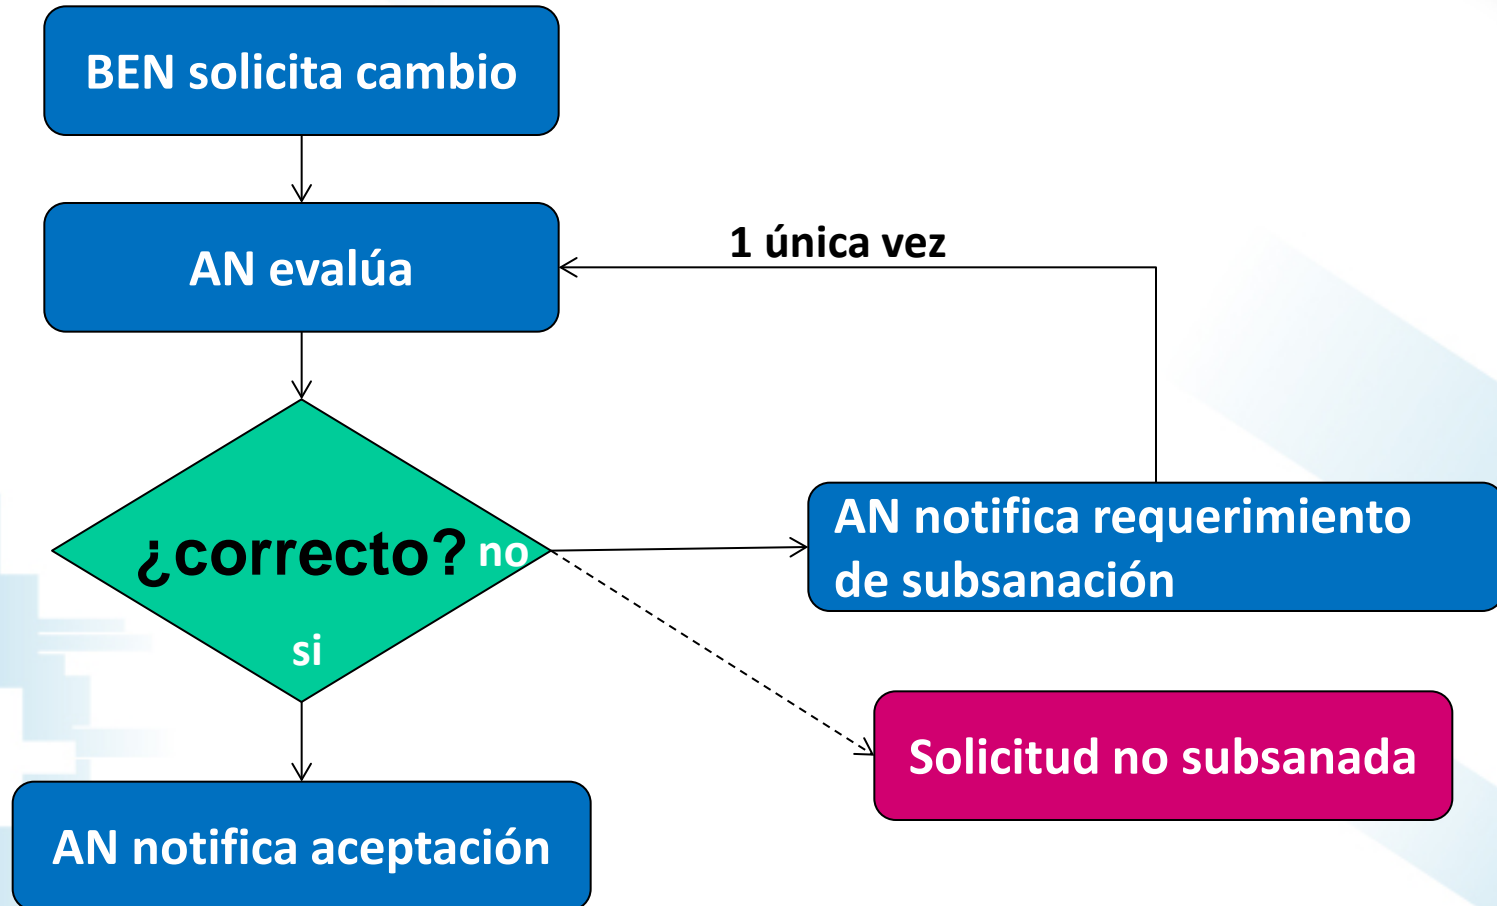 BEN solicita cambio
AN evalúa
1 única vez
¿correcto?
no
si
AN notifica requerimiento
de subsanación
Solicitud no subsanada
AN notifica aceptación